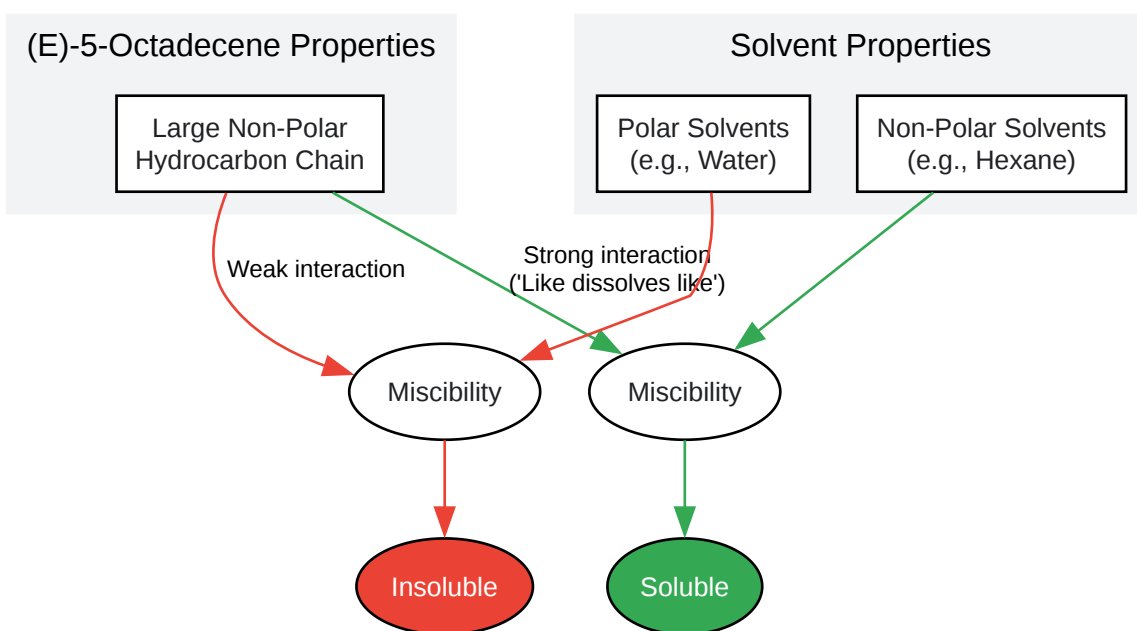 (E)-5-Octadecene Properties
Solvent Properties
Large Non-Polar
Hydrocarbon Chain
Polar Solvents
(e.g., Water)
Non-Polar Solvents
(e.g., Hexane)
Weak interaction
Strong interaction
('Like dissolves like')
Miscibility
Miscibility
Insoluble
Soluble